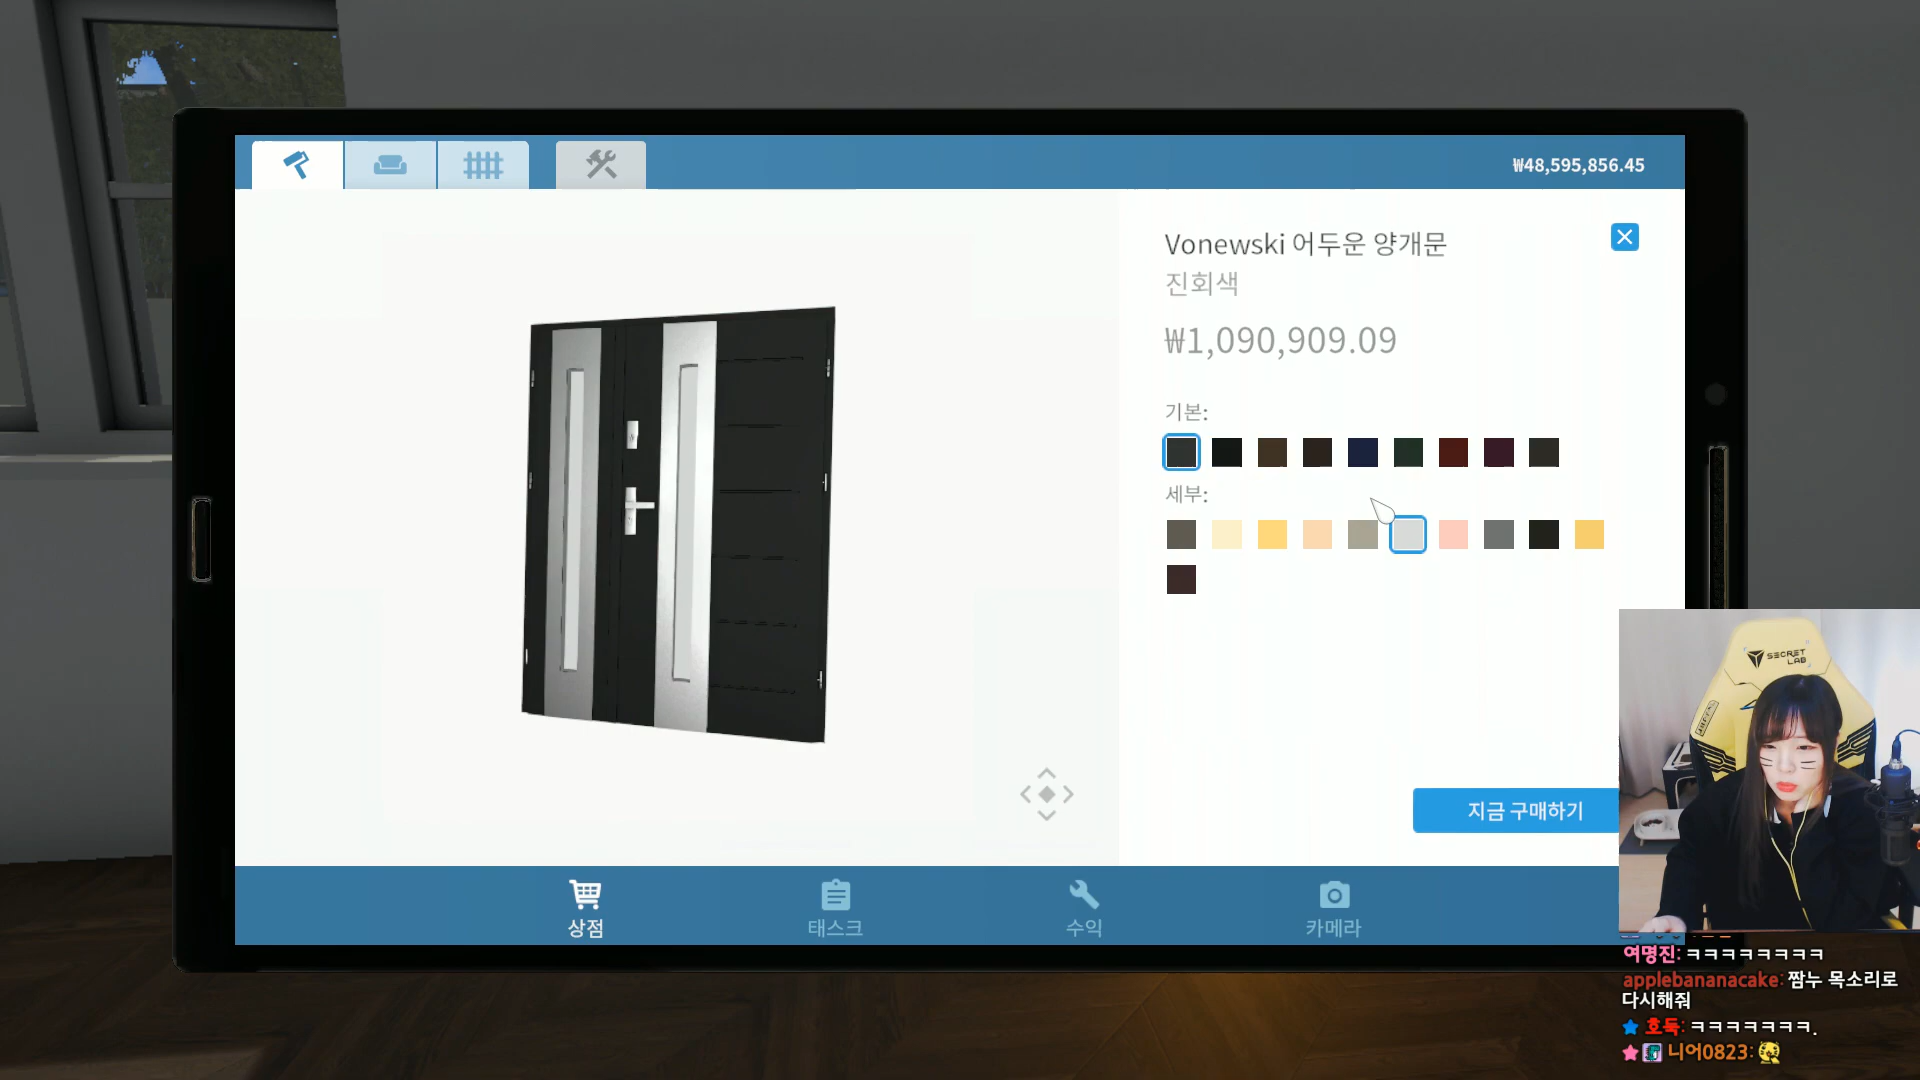 ₩48,595,856.45
Vonewski 어두운 양개문
진회색
₩1,090,909.09
기본:
세부:
지금 구매하기
상점
태스크
수익
카메라
SECRET
LAB
여명진: ㅋㅋㅋㅋㅋㅋㅋㅋ
applebananacake: 짬누 목소리로
다시해줘
호둑: ㅋㅋㅋㅋㅋㅋㅋ.
니어0823: